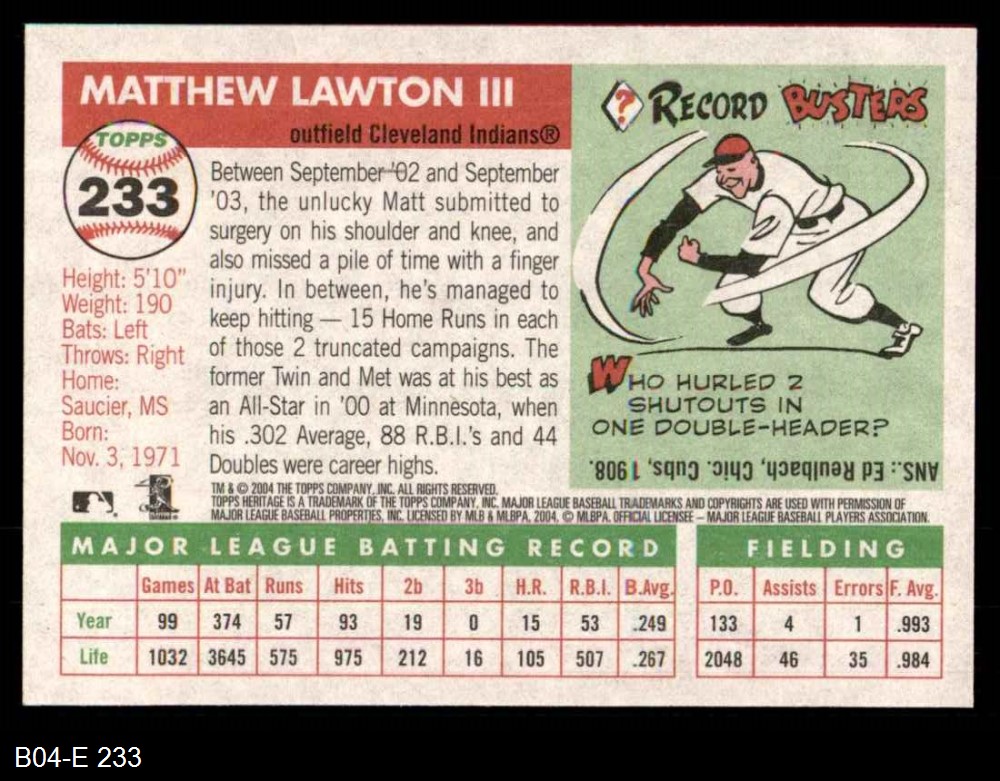 MATTHEW LAWTON III
outfield Cleveland Indians®
TOPPS
233
Height: 5'10"
Weight: 190
Bats: Left
Throws: Right
Home:
Saucier, MS
Born:
Nov. 3, 1971
Between September '02 and September
'03, the unlucky Matt submitted to
surgery on his shoulder and knee, and
also missed a pile of time with a finger
injury. In between, he's managed to
keep hitting — 15 Home Runs in each
of those 2 truncated campaigns. The
former Twin and Met was at his best as
an All-Star in '00 at Minnesota, when
his .302 Average, 88 R.B.I.'s and 44
Doubles were career highs.
? RECORD BUSTERS
WHO HURLED 2
SHUTOUTS IN
ONE DOUBLE-HEADER?
ANS.: Ed Reulbach, Chic. Cubs, 1908.
TM & © 2004 THE TOPPS COMPANY, INC. ALL RIGHTS RESERVED.
TOPPS HERITAGE IS A TRADEMARK OF THE TOPPS COMPANY, INC. MAJOR LEAGUE BASEBALL TRADEMARKS AND COPYRIGHTS ARE USED WITH PERMISSION OF
MAJOR LEAGUE BASEBALL PROPERTIES, INC. LICENSED BY MLB & MLBPA, 2004. © MLBPA. OFFICIAL LICENSEE – MAJOR LEAGUE BASEBALL PLAYERS ASSOCIATION.
MAJOR LEAGUE BATTING RECORD FIELDING
Games At Bat Runs Hits 2b 3b H.R. R.B.I. B.Avg. P.O. Assists Errors F. Avg.
Year 99 374 57 93 19 0 15 53 .249 133 4 1 .993
Life 1032 3645 575 975 212 16 105 507 .267 2048 46 35 .984
B04-E 233